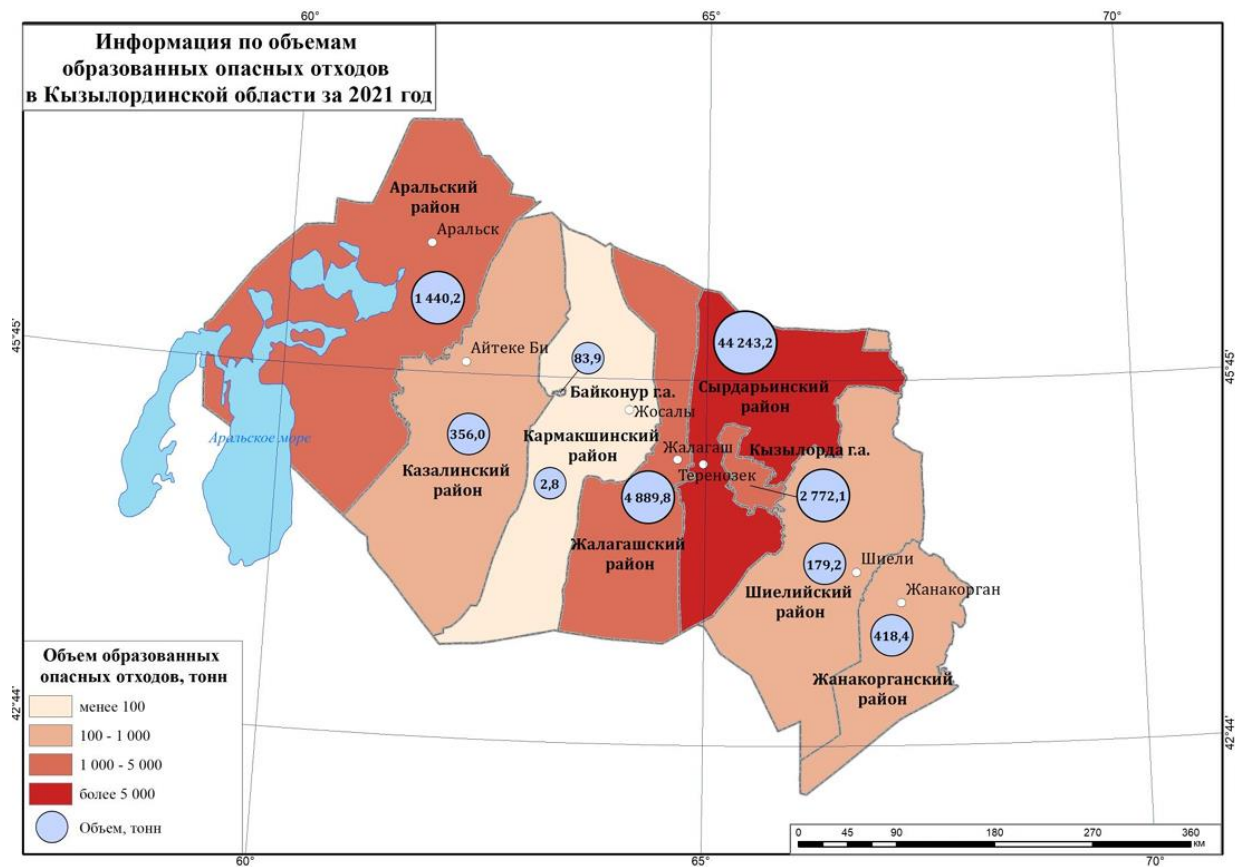 60°
65°
70°
Информация по объемам
образованных опасных отходов
в Кызылординской области за 2021 год
Аральский
район
Аральск
1 440,2
45°45'
45°45'
Айтеке Би
83,9
44 243,2
Байконур г.а.
Жосалы
Сырдарьинский
район
Аральское море
356,0
Казалинский
район
Кармакшинский
район
2,8
Жалагаш
Теренозек
Кызылорда г.а.
4 889,8
2 772,1
Жалагашский
район
179,2
Шиели
Шиелийский
район
Жанакорган
418,4
Жанакорганский
район
42°44'
42°44'
Объем образованных
опасных отходов, тонн
менее 100
100 - 1 000
1 000 - 5 000
более 5 000
Объем, тонн
0 45 90 180 270 360
км
60°
65°
70°